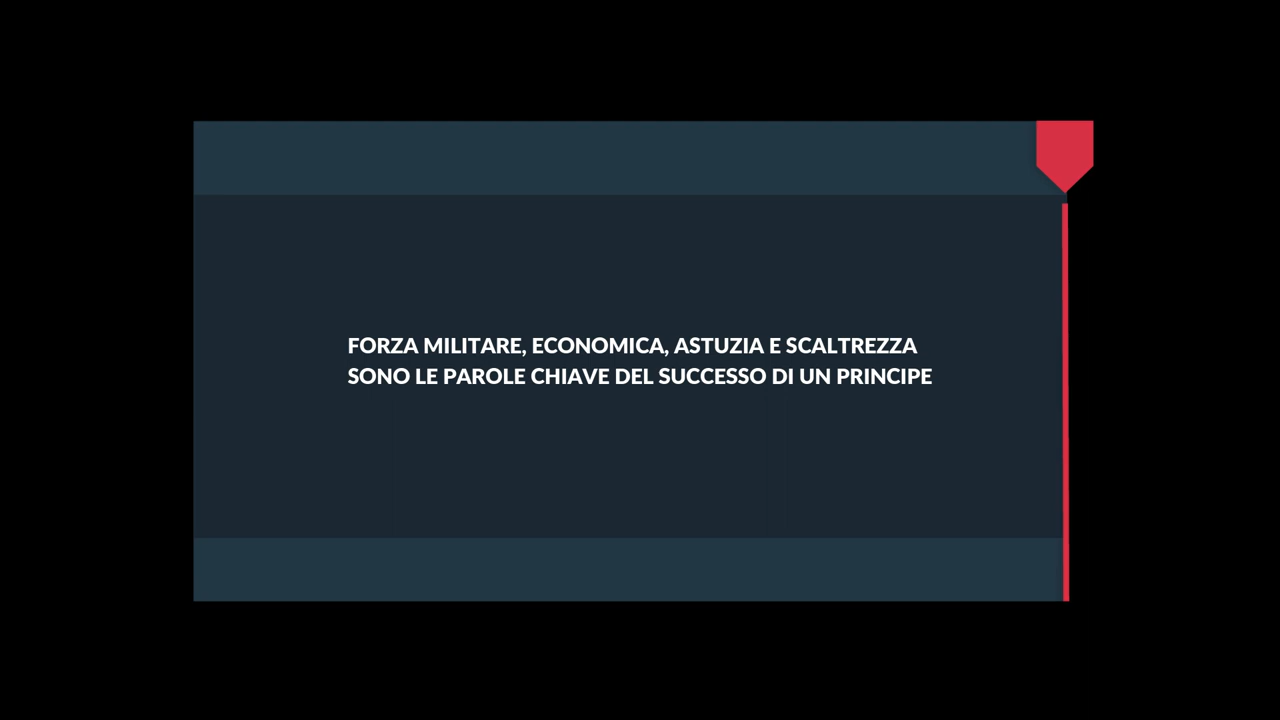 FORZA MILITARE, ECONOMICA, ASTUZIA E SCALTREZZA
SONO LE PAROLE CHIAVE DEL SUCCESSO DI UN PRINCIPE